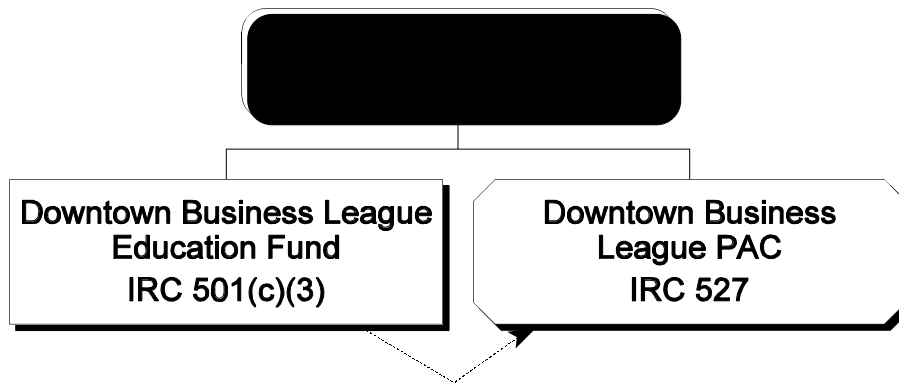 Downtown Business League
Education Fund
IRC 501(c)(3)
Downtown Business
League PAC
IRC 527